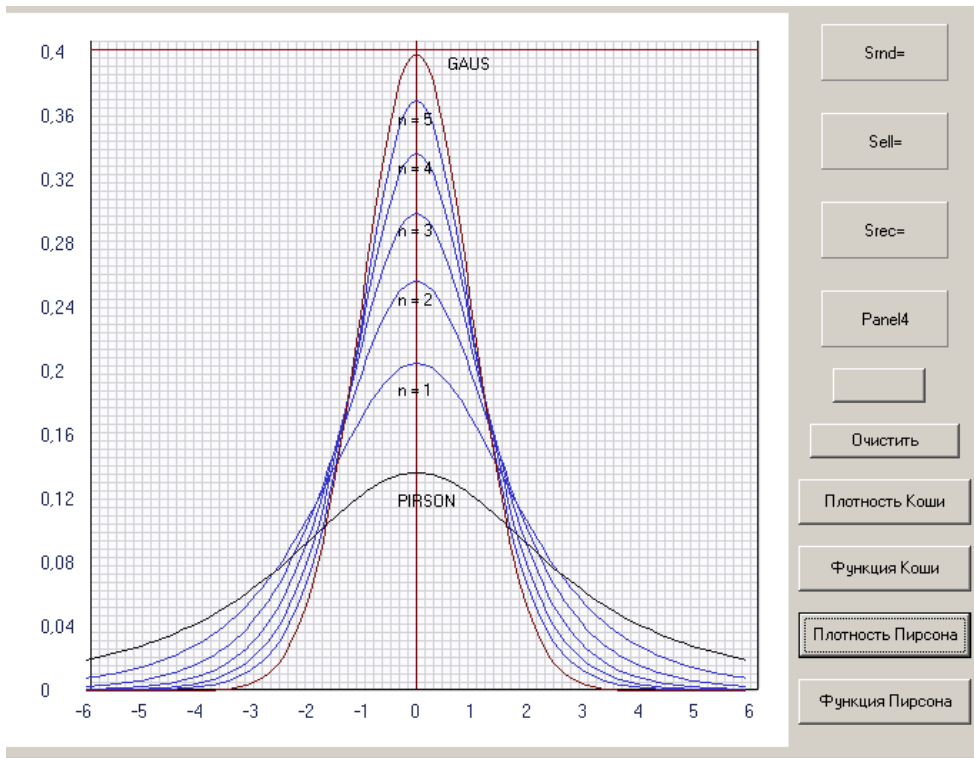 0,4
GAUS
0,36
n = 5
0,32
n = 4
0,28
n = 3
0,24
n = 2
0,2
n = 1
0,16
0,12
PIRSON
0,08
0,04
0
-6 -5 -4 -3 -2 -1 0 1 2 3 4 5 6
Srnd=
Sell=
Srec=
Panel4
Очистить
Плотность Коши
Функция Коши
Плотность Пирсона
Функция Пирсона